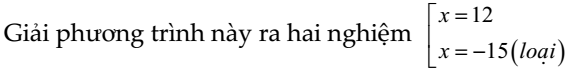 Giải phương trình này ra hai nghiệm [x = 12
x = −15(loại)